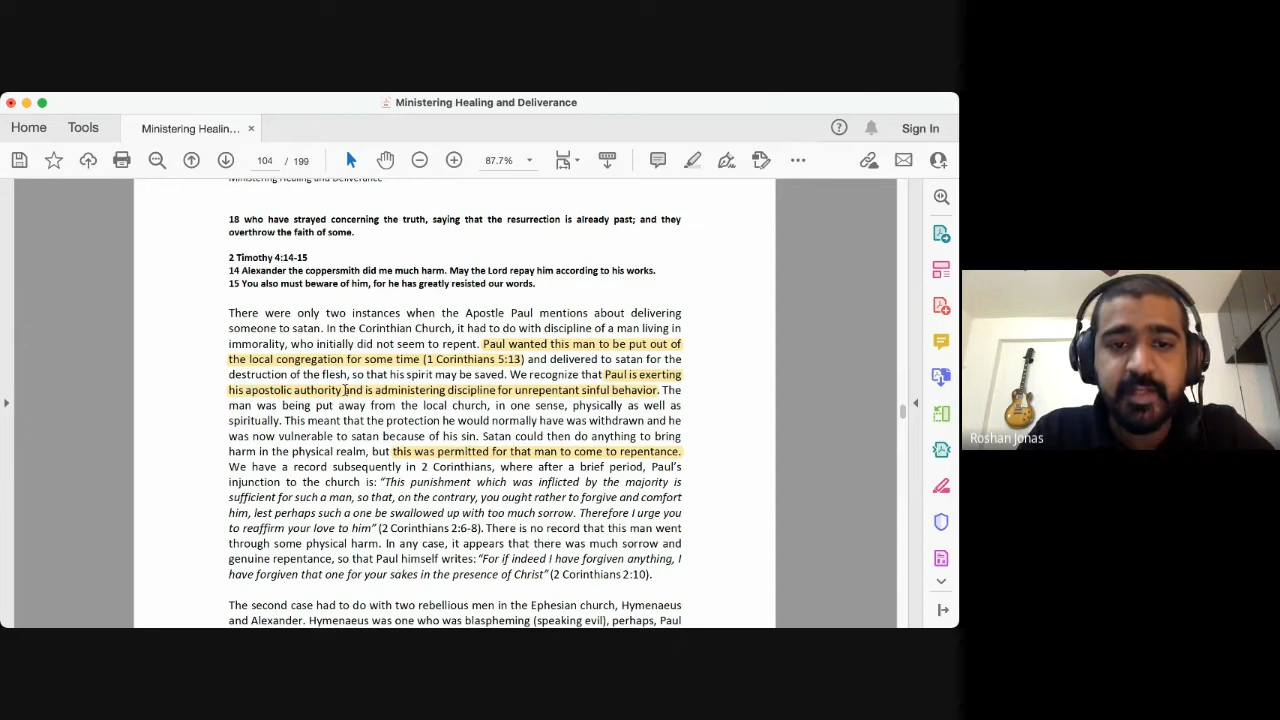 Ministering Healing and Deliverance
Home
Tools
Ministering Healin...
Sign In
104 / 199
87.7%
Ministering Healing and Deliverance
18 who have strayed concerning the truth, saying that the resurrection is already past; and they
overthrow the faith of some.
2 Timothy 4:14-15
14 Alexander the coppersmith did me much harm. May the Lord repay him according to his works.
15 You also must beware of him, for he has greatly resisted our words.
There were only two instances when the Apostle Paul mentions about delivering
someone to satan. In the Corinthian Church, it had to do with discipline of a man living in
immorality, who initially did not seem to repent. Paul wanted this man to be put out of
the local congregation for some time (1 Corinthians 5:13) and delivered to satan for the
destruction of the flesh, so that his spirit may be saved. We recognize that Paul is exerting
his apostolic authority and is administering discipline for unrepentant sinful behavior. The
man was being put away from the local church, in one sense, physically as well as
spiritually. This meant that the protection he would normally have was withdrawn and he
was now vulnerable to satan because of his sin. Satan could then do anything to bring
harm in the physical realm, but this was permitted for that man to come to repentance.
We have a record subsequently in 2 Corinthians, where after a brief period, Paul's
injunction to the church is: “This punishment which was inflicted by the majority is
sufficient for such a man, so that, on the contrary, you ought rather to forgive and comfort
him, lest perhaps such a one be swallowed up with too much sorrow. Therefore I urge you
to reaffirm your love to him” (2 Corinthians 2:6-8). There is no record that this man went
through some physical harm. In any case, it appears that there was much sorrow and
genuine repentance, so that Paul himself writes: “For if indeed I have forgiven anything, I
have forgiven that one for your sakes in the presence of Christ” (2 Corinthians 2:10).
The second case had to do with two rebellious men in the Ephesian church, Hymenaeus
and Alexander. Hymenaeus was one who was blaspheming (speaking evil), perhaps, Paul
Roshan Jonas